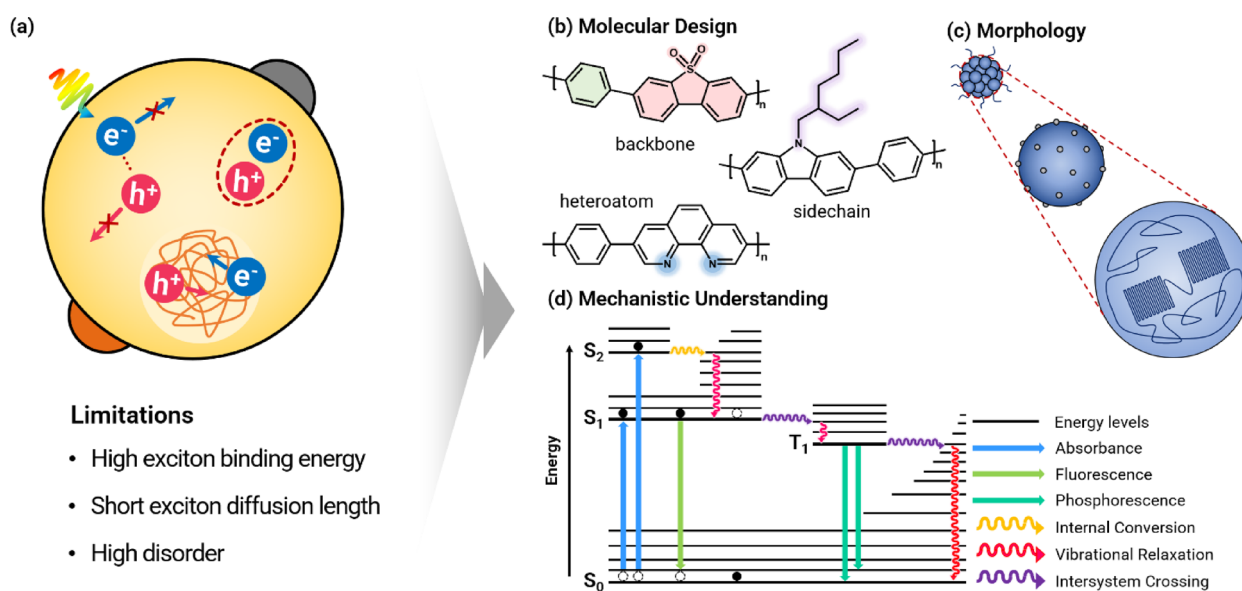 (a)
e⁻
h⁺
e⁻
h⁺
h⁺
e⁻
Limitations
• High exciton binding energy
• Short exciton diffusion length
• High disorder
(b) Molecular Design
O O
S
n
backbone
N
n
sidechain
heteroatom
N N
n
(c) Morphology
(d) Mechanistic Understanding
Energy
S₂
S₁
T₁
S₀
Energy levels
Absorbance
Fluorescence
Phosphorescence
Internal Conversion
Vibrational Relaxation
Intersystem Crossing